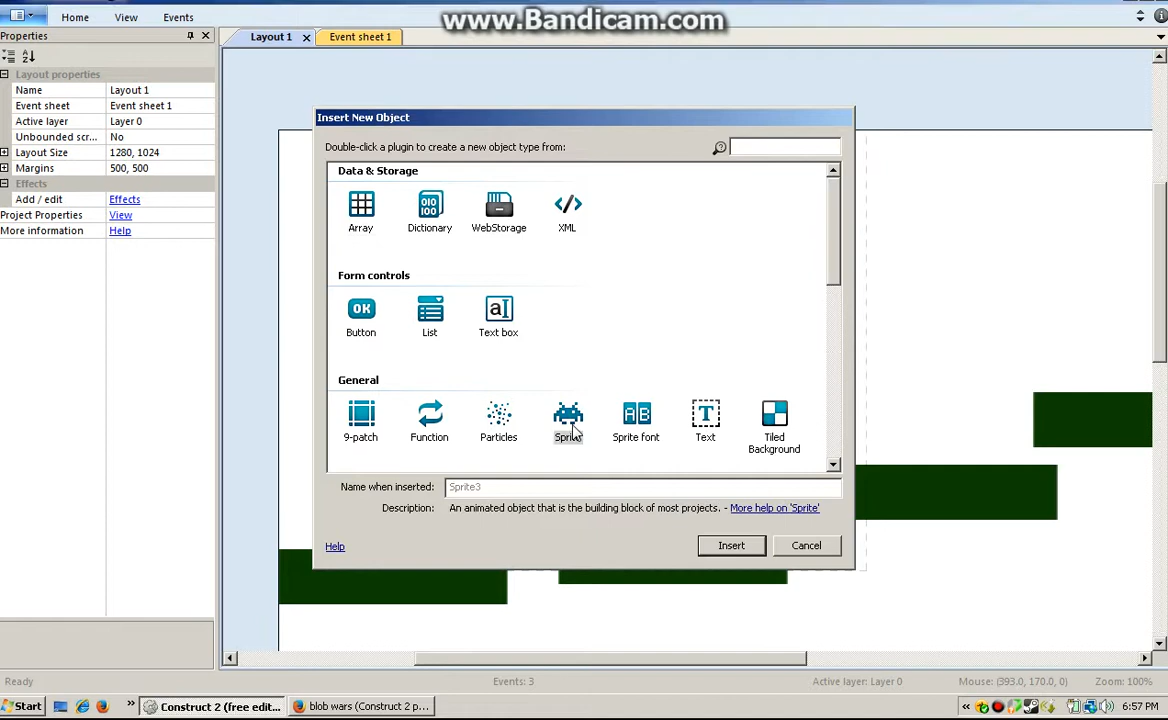 www.Bandicam.com
Home View Events
Properties
Layout 1
Event sheet 1
Layout properties
Name Layout 1
Event sheet Event sheet 1
Active layer Layer 0
Unbounded scr... No
Layout Size 1280, 1024
Margins 500, 500
Effects
Add / edit Effects
Project Properties View
More information Help
Insert New Object
Double-click a plugin to create a new object type from:
Data & Storage
Array Dictionary WebStorage XML
Form controls
OK aI
Button List Text box
General
AB T
9-patch Function Particles Sprite Sprite font Text Tiled Background
Name when inserted: Sprite3
Description: An animated object that is the building block of most projects. - More help on 'Sprite'
Help Insert Cancel
Ready Events: 3 Active layer: Layer 0 Mouse: (393.0, 170.0, 0) Zoom: 100%
Start » Construct 2 (free edit... blob wars (Construct 2 p... « 6:57 PM